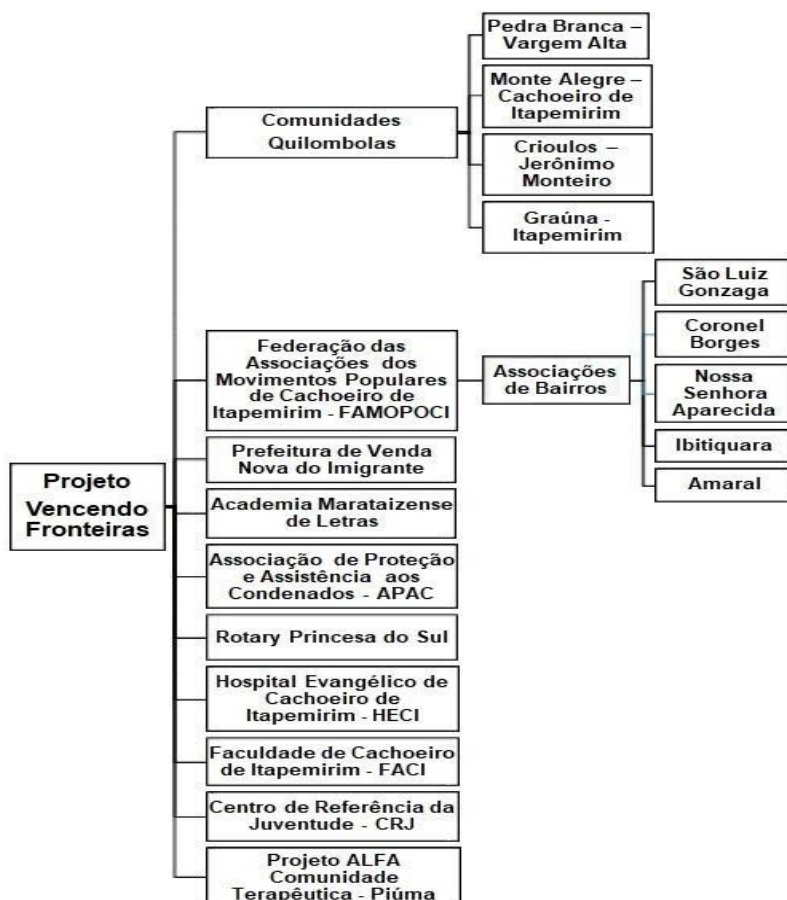 Projeto
Vencendo
Fronteiras
Comunidades
Quilombolas
Pedra Branca –
Vargem Alta
Monte Alegre –
Cachoeiro de
Itapemirim
Crioulos –
Jerônimo
Monteiro
Graúna -
Itapemirim
Federação das
Associações dos
Movimentos Populares
de Cachoeiro de
Itapemirim - FAMOPOCI
Associações
de Bairros
São Luiz
Gonzaga
Coronel
Borges
Nossa
Senhora
Aparecida
Ibitiquara
Amaral
Prefeitura de Venda
Nova do Imigrante
Academia Marataizense
de Letras
Associação de Proteção
e Assistência aos
Condenados - APAC
Rotary Princesa do Sul
Hospital Evangélico de
Cachoeiro de
Itapemirim - HECI
Faculdade de Cachoeiro
de Itapemirim - FACI
Centro de Referência da
Juventude - CRJ
Projeto ALFA
Comunidade
Terapêutica - Piúma